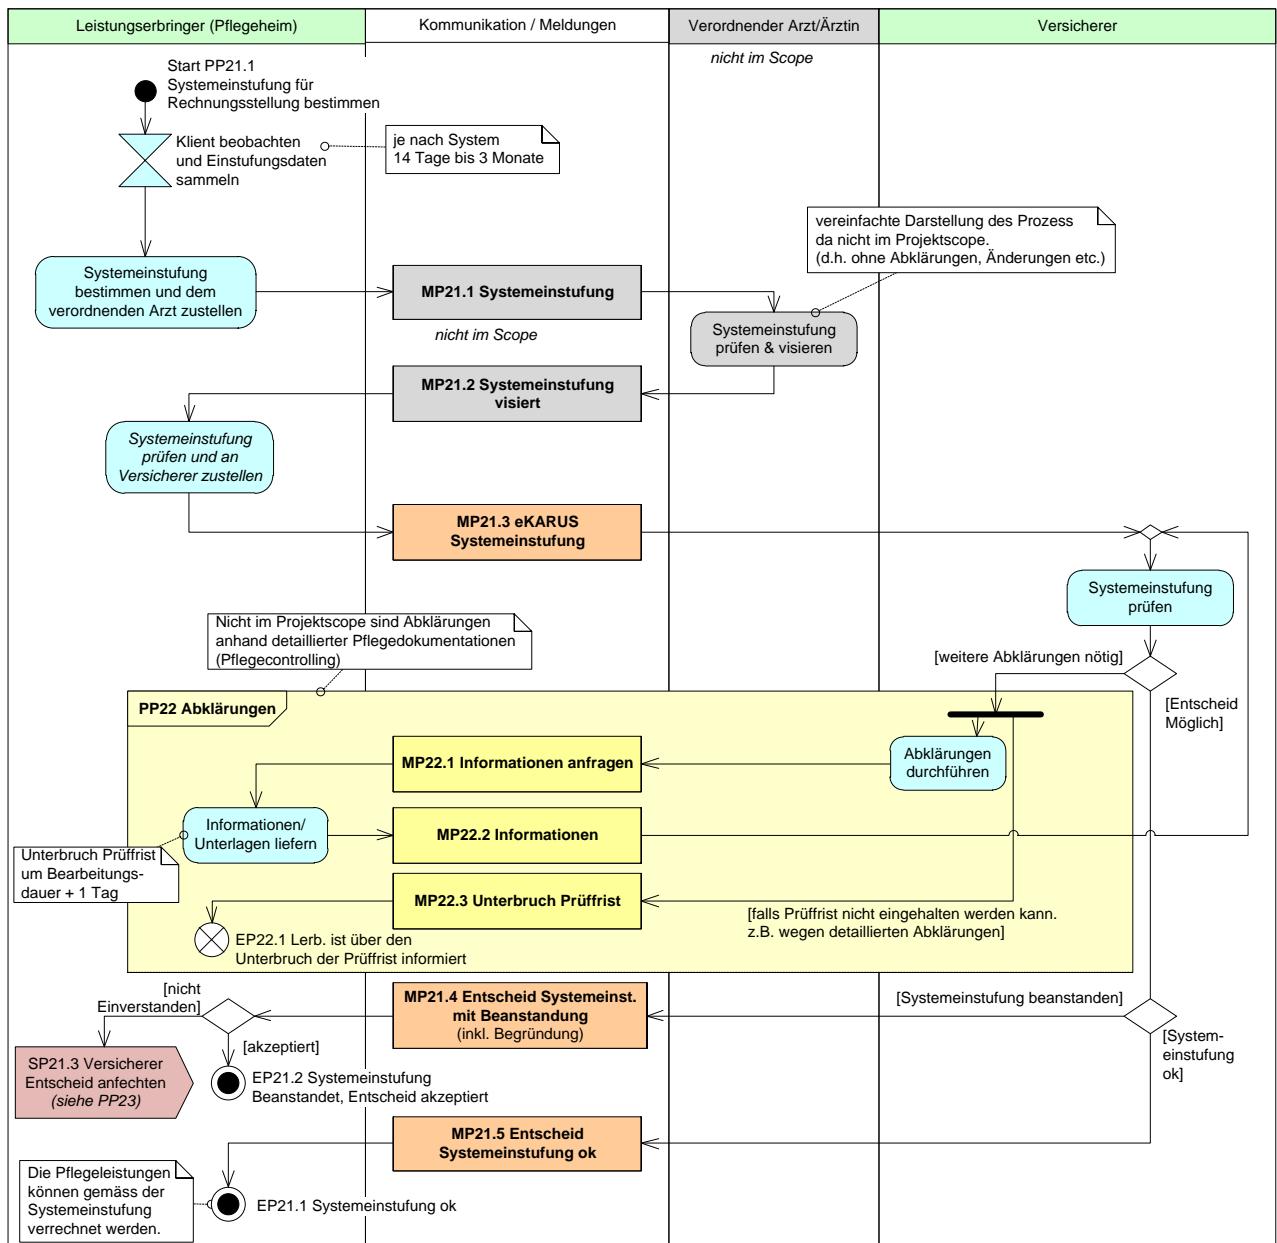 Leistungserbringer (Pflegeheim)
Kommunikation / Meldungen
Verordnender Arzt/Ärztin
Versicherer
nicht im Scope
Start PP21.1
Systemeinstufung für
Rechnungsstellung bestimmen
Klient beobachten
und Einstufungsdaten
sammeln
je nach System
14 Tage bis 3 Monate
vereinfachte Darstellung des Prozess
da nicht im Projektscope.
(d.h. ohne Abklärungen, Änderungen etc.)
Systemeinstufung
bestimmen und dem
verordnenden Arzt zustellen
MP21.1 Systemeinstufung
nicht im Scope
Systemeinstufung
prüfen & visieren
MP21.2 Systemeinstufung
visiert
Systemeinstufung
prüfen und an
Versicherer zustellen
MP21.3 eKARUS
Systemeinstufung
Systemeinstufung
prüfen
Nicht im Projektscope sind Abklärungen
anhand detaillierter Pflegedokumentationen
(Pflegecontrolling)
[weitere Abklärungen nötig]
[Entscheid
Möglich]
PP22 Abklärungen
MP22.1 Informationen anfragen
Abklärungen
durchführen
Informationen/
Unterlagen liefern
MP22.2 Informationen
Unterbruch Prüffrist
um Bearbeitungs-
dauer + 1 Tag
MP22.3 Unterbruch Prüffrist
[falls Prüffrist nicht eingehalten werden kann.
z.B. wegen detaillierten Abklärungen]
EP22.1 Lerb. ist über den
Unterbruch der Prüffrist informiert
[nicht
Einverstanden]
MP21.4 Entscheid Systemeinst.
mit Beanstandung
(inkl. Begründung)
[Systemeinstufung beanstanden]
[System-
einstufung
ok]
[akzeptiert]
SP21.3 Versicherer
Entscheid anfechten
(siehe PP23)
EP21.2 Systemeinstufung
Beanstandet, Entscheid akzeptiert
MP21.5 Entscheid
Systemeinstufung ok
Die Pflegeleistungen
können gemäss der
Systemeinstufung
verrechnet werden.
EP21.1 Systemeinstufung ok